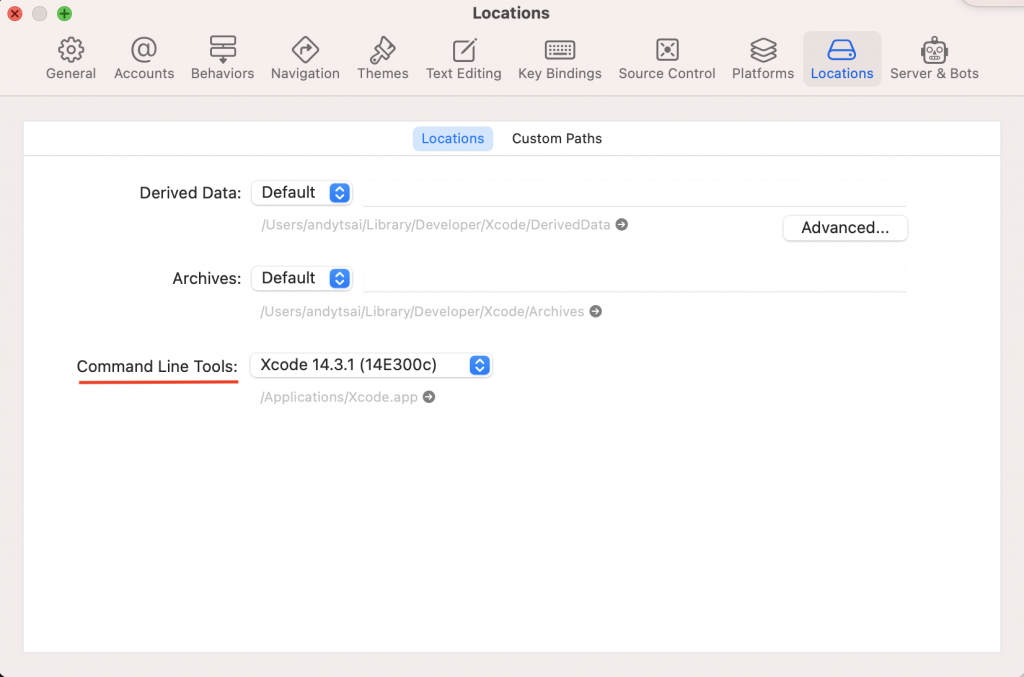 Locations
General Accounts Behaviors Navigation Themes Text Editing Key Bindings Source Control Platforms Locations Server & Bots
Locations Custom Paths
Derived Data: Default
/Users/andytsai/Library/Developer/Xcode/DerivedData
Advanced...
Archives: Default
/Users/andytsai/Library/Developer/Xcode/Archives
Command Line Tools: Xcode 14.3.1 (14E300c)
/Applications/Xcode.app